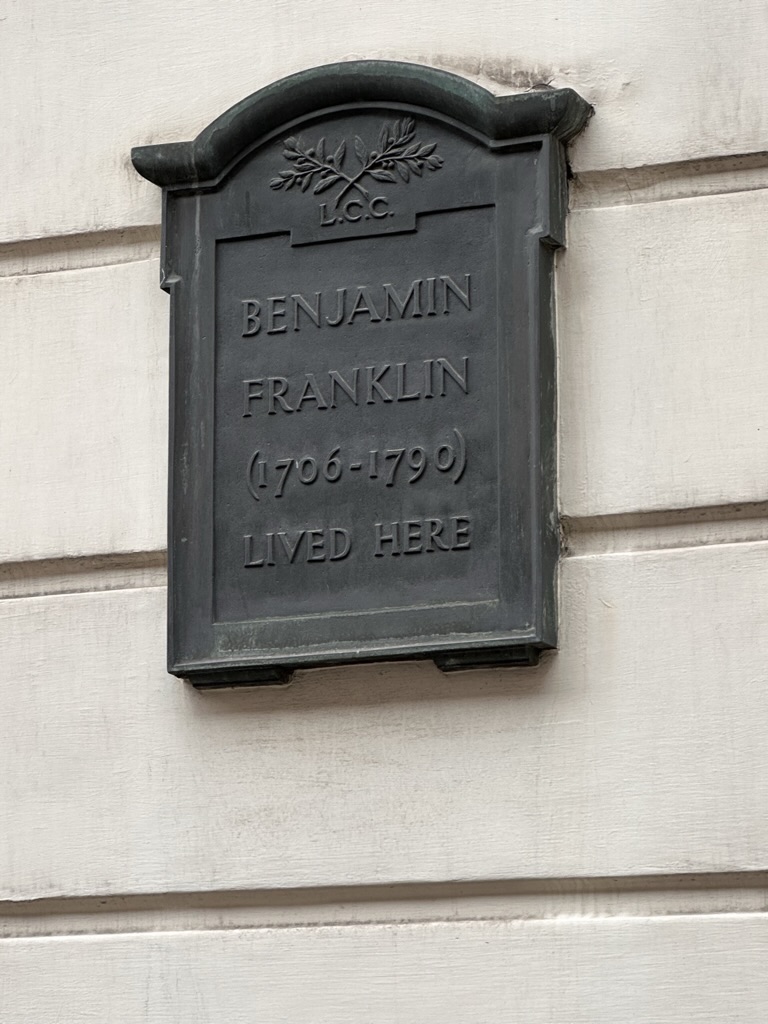 L.C.C.
BENJAMIN
FRANKLIN
(1706-1790)
LIVED HERE